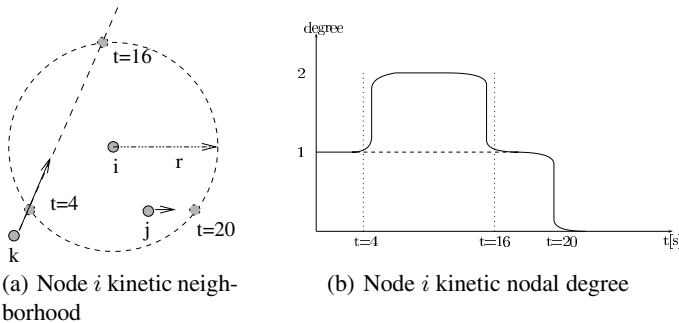 t=16
i
r
t=4
j
t=20
k
(a) Node i kinetic neigh-
borhood
degree
2
1
t=4
t=16
t=20
t[s]
(b) Node i kinetic nodal degree